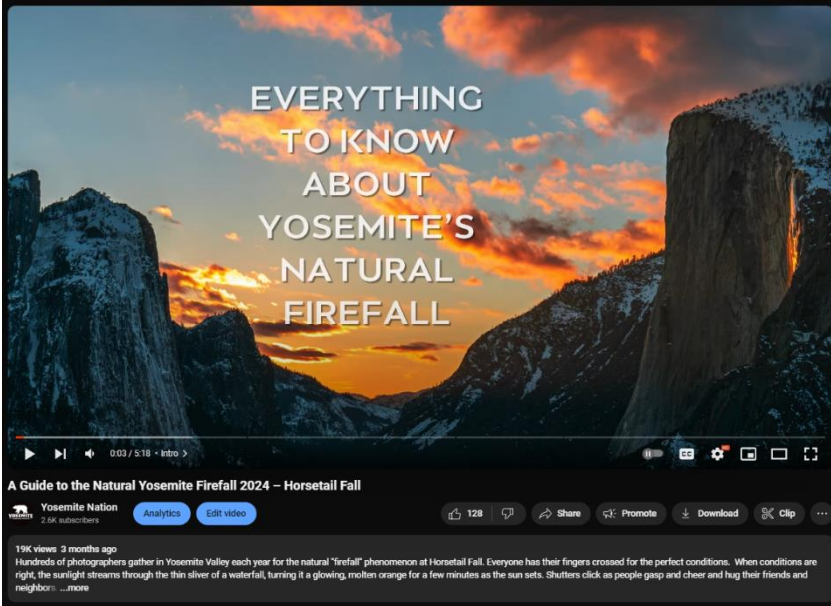 EVERYTHING
TO KNOW
ABOUT
YOSEMITE'S
NATURAL
FIREFALL
0:03 / 5:18 • Intro >
CC
A Guide to the Natural Yosemite Firefall 2024 – Horsetail Fall
YOSEMITE
Yosemite Nation
2.6K subscribers
Analytics
Edit video
128
Share
Promote
Download
Clip
...
19K views 3 months ago
Hundreds of photographers gather in Yosemite Valley each year for the natural "firefall" phenomenon at Horsetail Fall. Everyone has their fingers crossed for the perfect conditions. When conditions are
right, the sunlight streams through the thin sliver of a waterfall, turning it a glowing, molten orange for a few minutes as the sun sets. Shutters click as people gasp and cheer and hug their friends and
neighbors. ...more